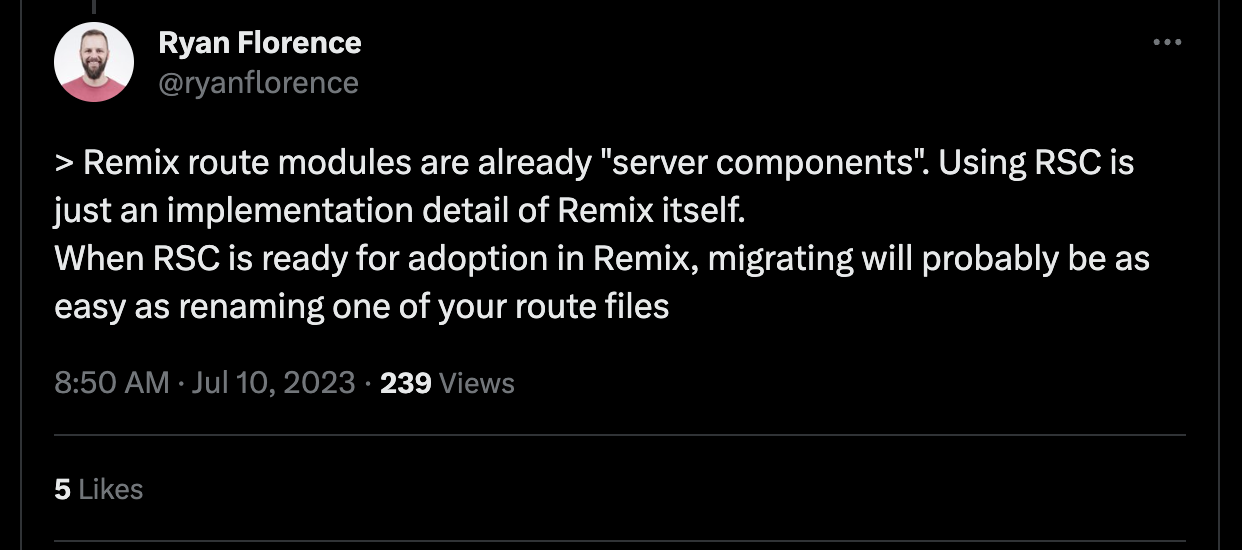 Ryan Florence
@ryanflorence
> Remix route modules are already "server components". Using RSC is
just an implementation detail of Remix itself.
When RSC is ready for adoption in Remix, migrating will probably be as
easy as renaming one of your route files
8:50 AM · Jul 10, 2023 · 239 Views
5 Likes